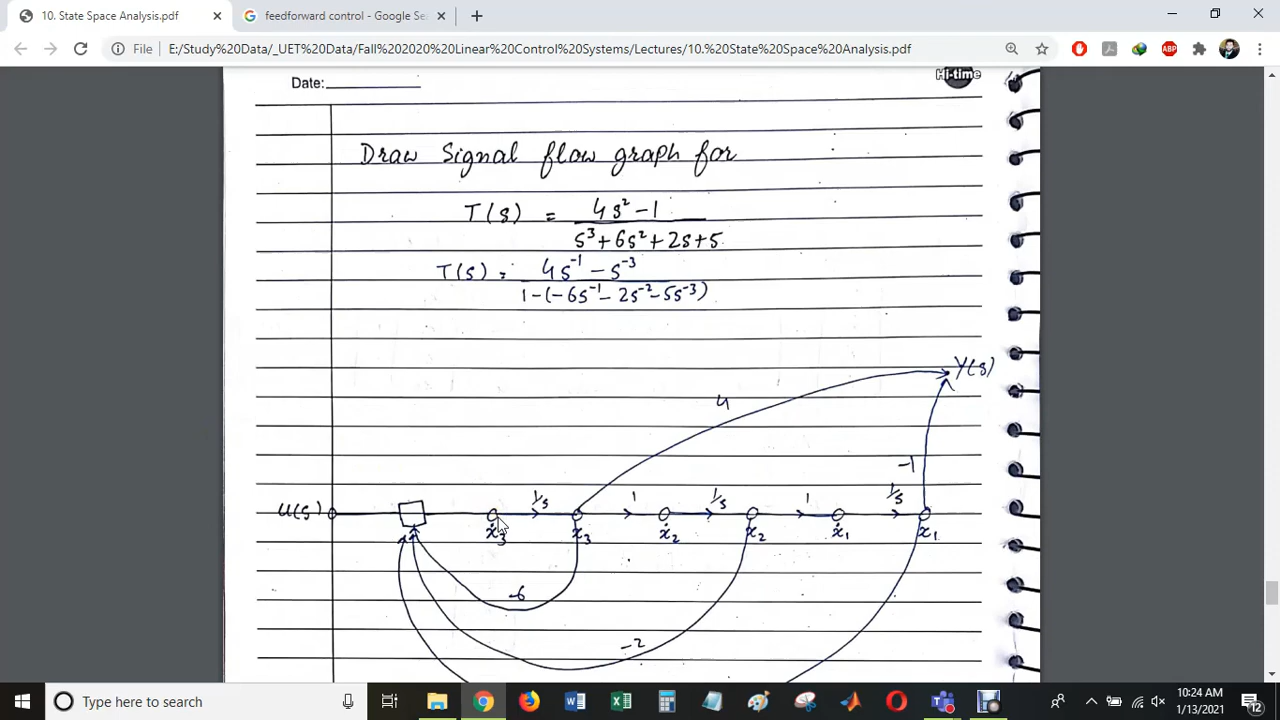 10. State Space Analysis.pdf
feedforward control - Google Se
File
E:/Study%20Data/_UET%20Data/Fall%202020%20Linear%20Control%20Systems/Lectures/10.%20State%20Space%20Analysis.pdf
ABP
Date:
Hi-time
Draw Signal flow graph for
T(s) = 4s² - 1 / s³ + 6s² + 2s + 5
T(s) = 4s⁻¹ - s⁻³ / 1 - (-6s⁻¹ - 2s⁻² - 5s⁻³)
Y(s)
4
-1
U(s) 1/s 1 1/s 1 1/s
ẋ₃ x₃ ẋ₂ x₂ ẋ₁ x₁
-6
-2
Type here to search
10:24 AM
1/13/2021
12